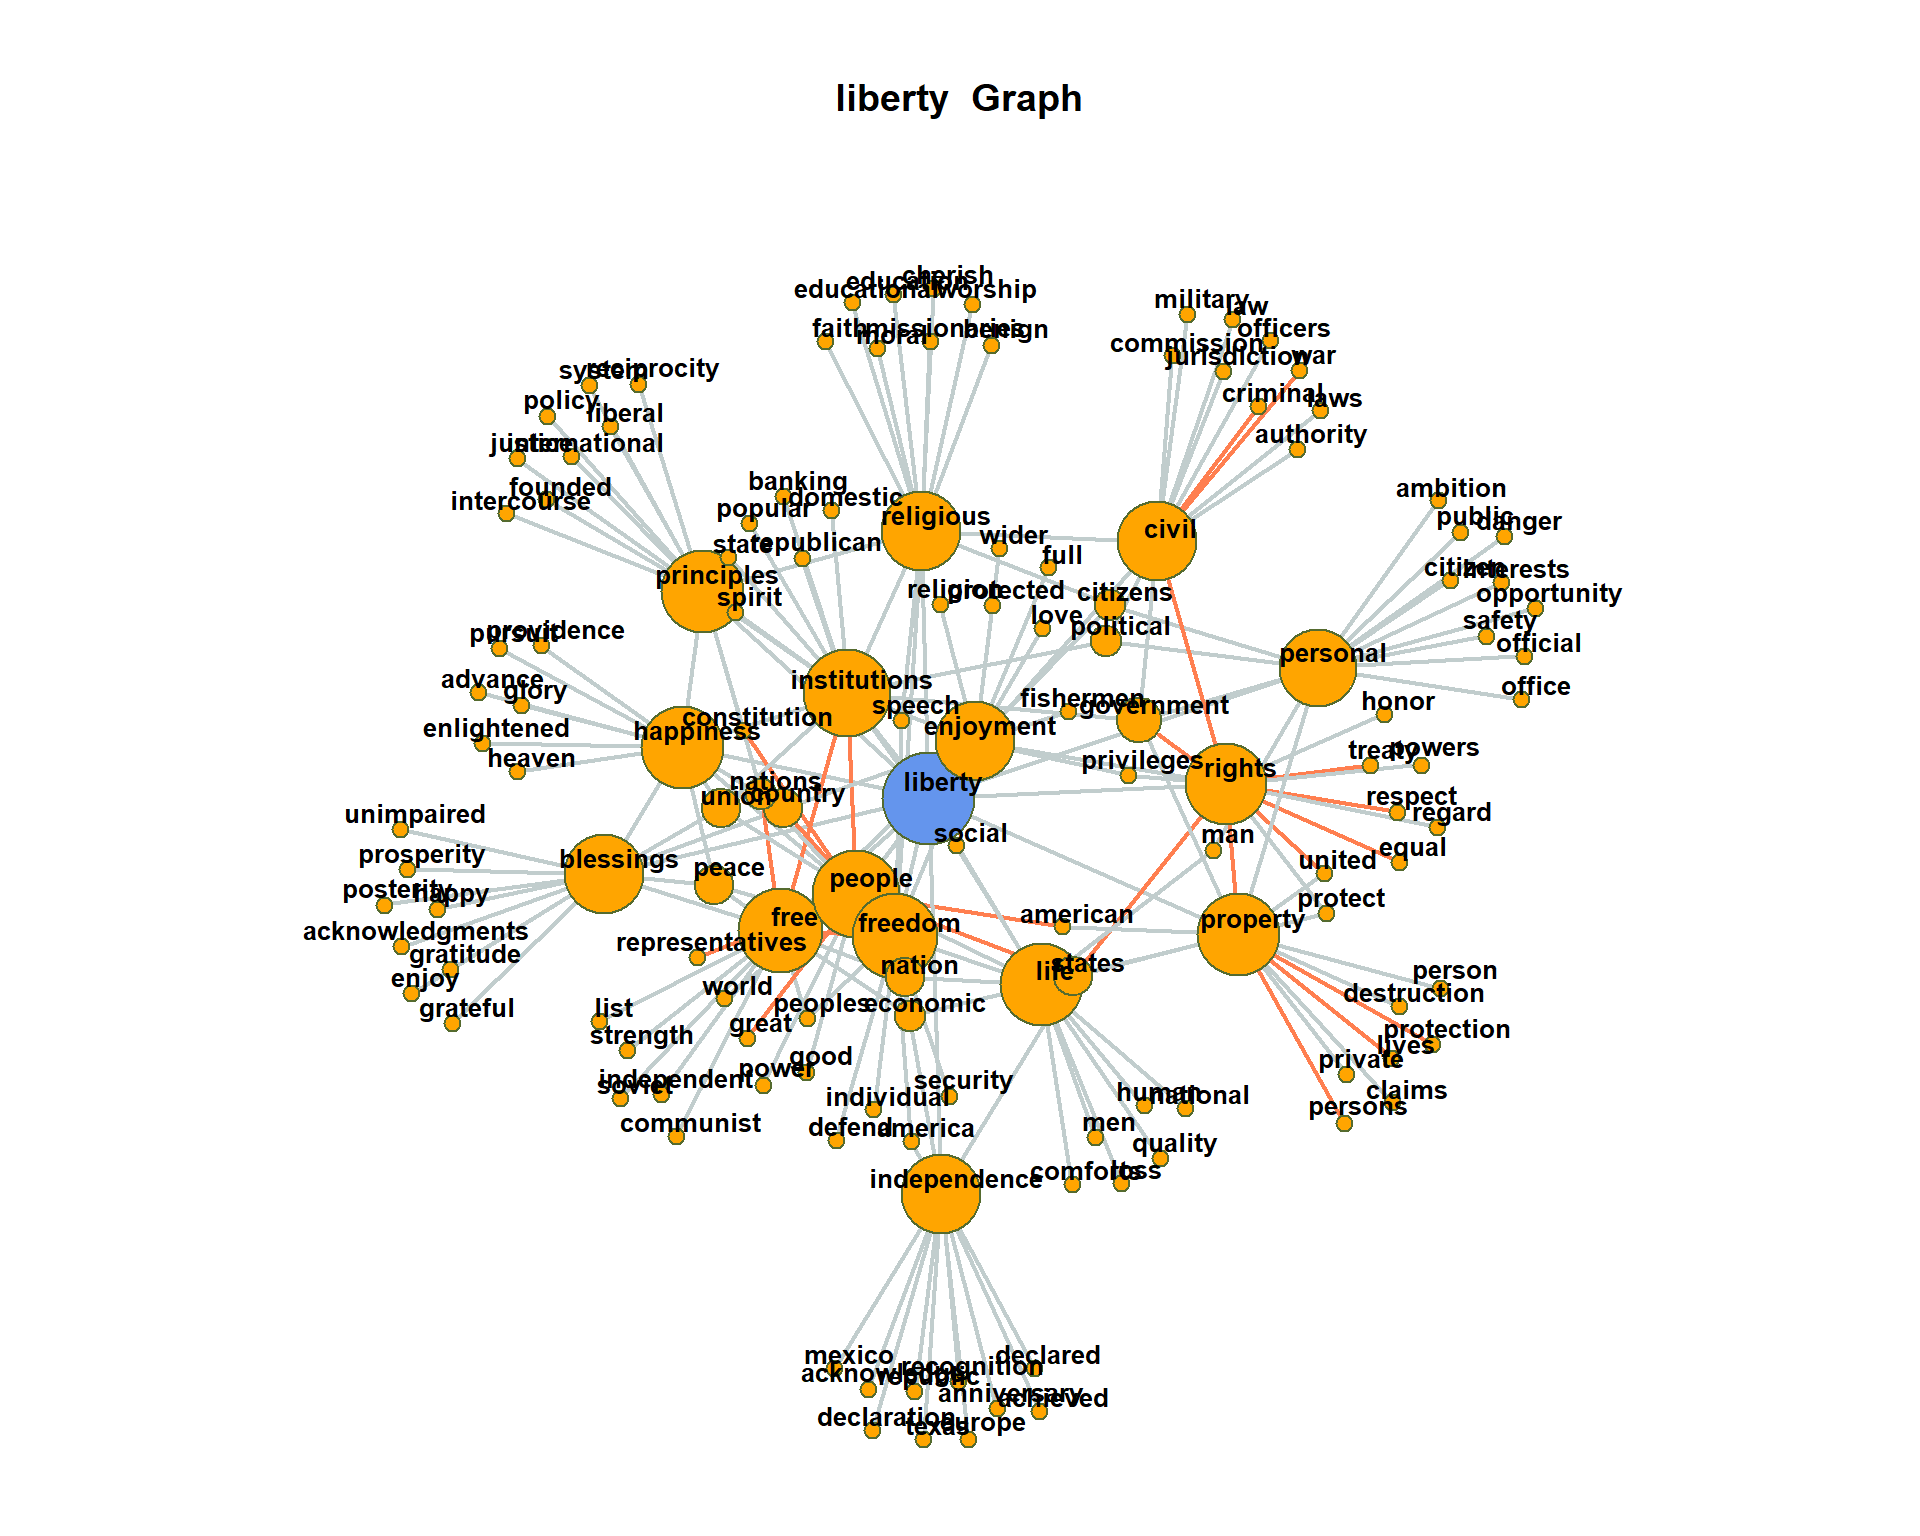 liberty  Graph
cherish
education
educational
worship
faith
missionaries
moral
benign
military
law
officers
commission
jurisdiction
war
criminal
laws
authority
system
reciprocity
policy
liberal
justice
international
founded
intercourse
banking
domestic
popular
state
republican
principles
spirit
religious
wider
full
civil
religion
protected
citizens
love
political
ambition
public
danger
citizen
interests
opportunity
safety
official
personal
office
honor
pursuit
providence
advance
glory
enlightened
heaven
institutions
constitution
happiness
speech
enjoyment
fishermen
government
privileges
rights
treaty
powers
respect
regard
equal
nations
union
country
liberty
social
man
united
protect
unimpaired
prosperity
posterity
happy
blessings
peace
people
acknowledgments
gratitude
enjoy
grateful
free
freedom
representatives
american
property
nation
life
states
person
destruction
protection
lives
private
claims
persons
world
peoples
economic
list
great
strength
good
power
independent
soviet
communist
security
individual
defend
america
human
national
men
quality
comforts
loss
independence
mexico
declared
recognition
republic
anniversary
achieved
declaration
texas
europe